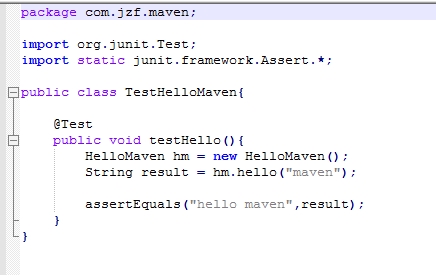 package com.jzf.maven;
import org.junit.Test;
import static junit.framework.Assert.*;
public class TestHelloMaven{
@Test
public void testHello(){
HelloMaven hm = new HelloMaven();
String result = hm.hello("maven");
assertEquals("hello maven",result);
}
}